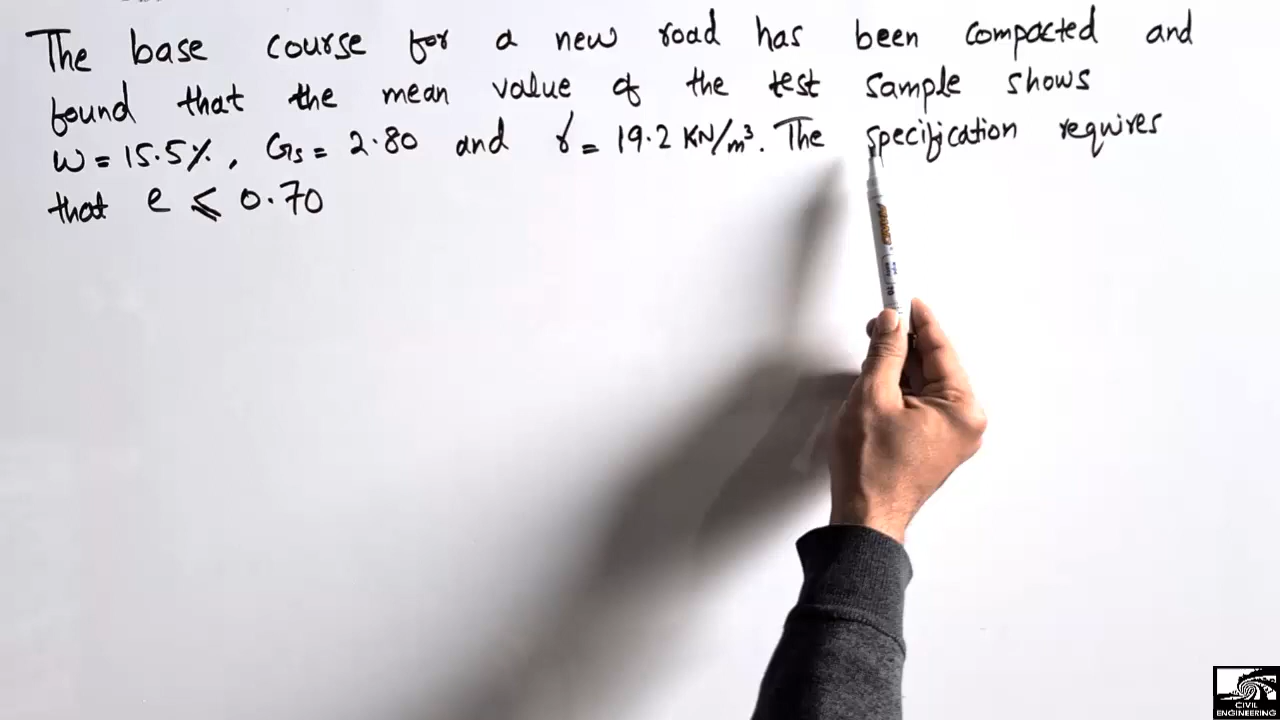 The base course for a new road has been compacted and
found that the mean value of the test sample shows
w = 15.5%, Gs = 2.80 and γ = 19.2 KN/m³. The specification requires
that e ≤ 0.70
CIVIL
ENGINEERING